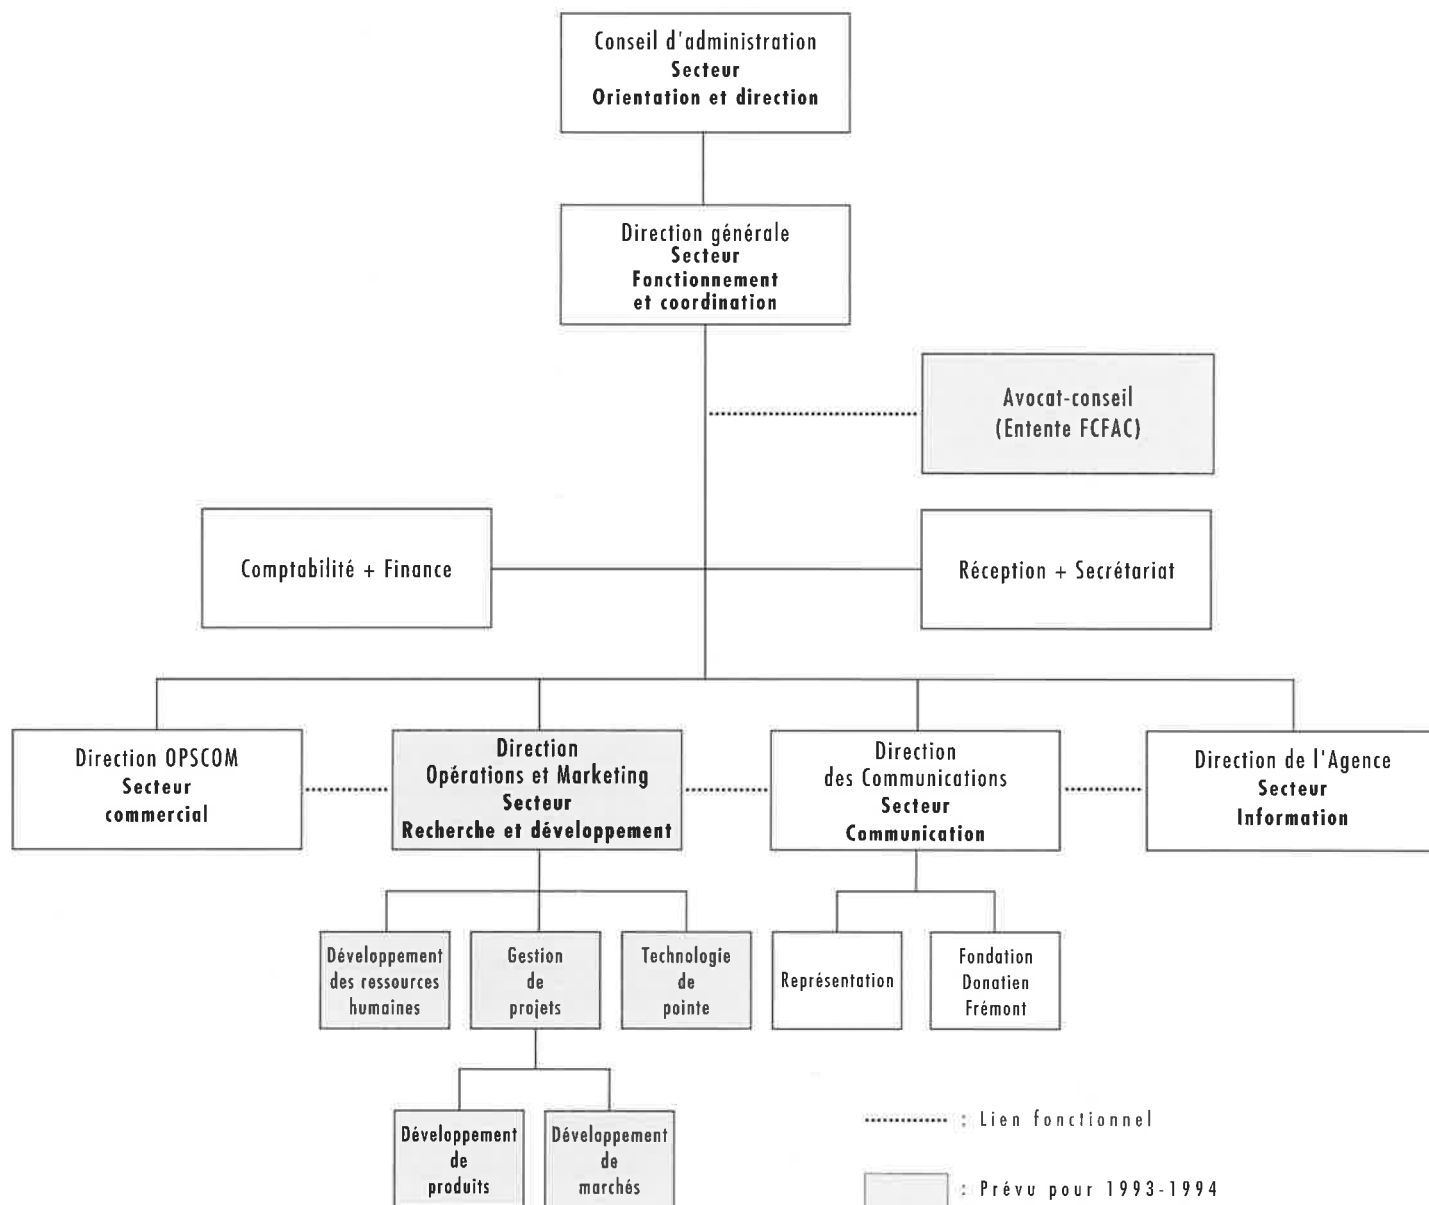 Conseil d'administration
Secteur
Orientation et direction
Direction générale
Secteur
Fonctionnement
et coordination
Avocat-conseil
(Entente FCFAC)
Comptabilité + Finance
Réception + Secrétariat
Direction OPSCOM
Secteur
commercial
Direction
Opérations et Marketing
Secteur
Recherche et développement
Direction
des Communications
Secteur
Communication
Direction de l'Agence
Secteur
Information
Développement
des ressources
humaines
Gestion
de
projets
Technologie
de
pointe
Représentation
Fondation
Donatien
Frémont
Développement
de
produits
Développement
de
marchés
: Lien fonctionnel
: Prévu pour 1993-1994